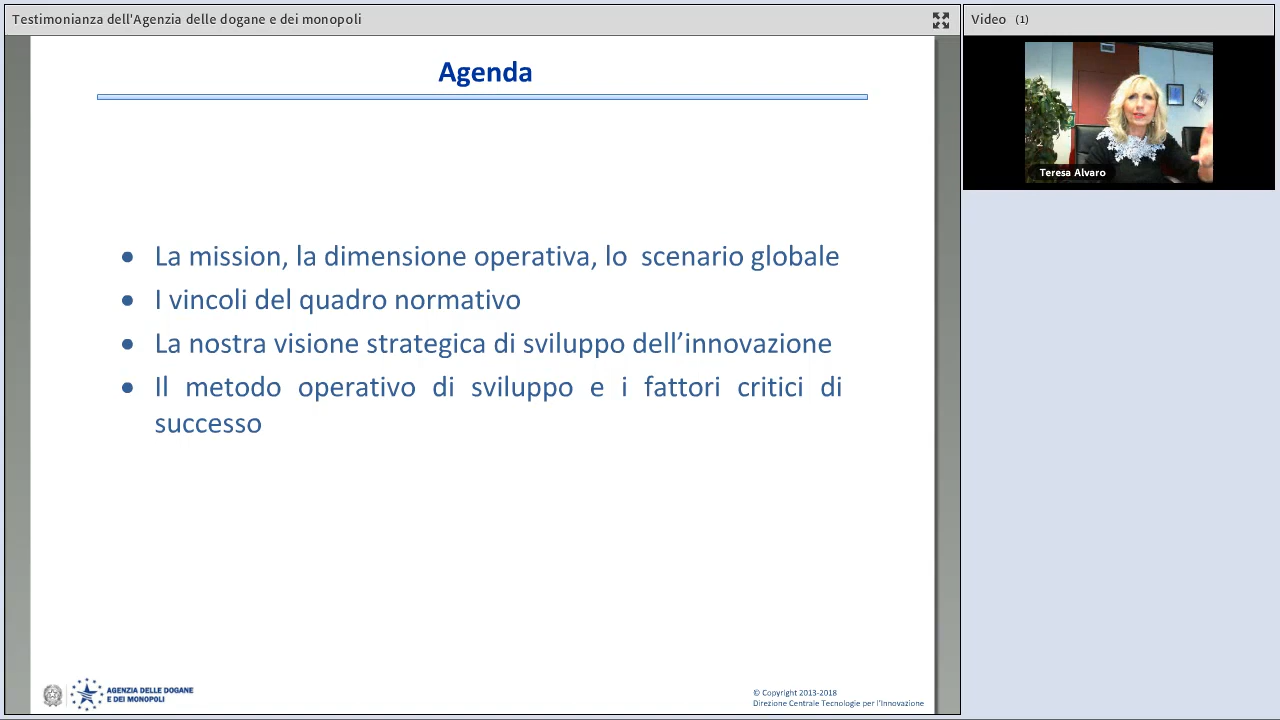 Testimonianza dell'Agenzia delle dogane e dei monopoli
Video (1)
Teresa Alvaro
Agenda
• La mission, la dimensione operativa, lo scenario globale
• I vincoli del quadro normativo
• La nostra visione strategica di sviluppo dell’innovazione
• Il metodo operativo di sviluppo e i fattori critici di
successo
AGENZIA DELLE DOGANE
E DEI MONOPOLI
© Copyright 2013-2018
Direzione Centrale Tecnologie per l'Innovazione